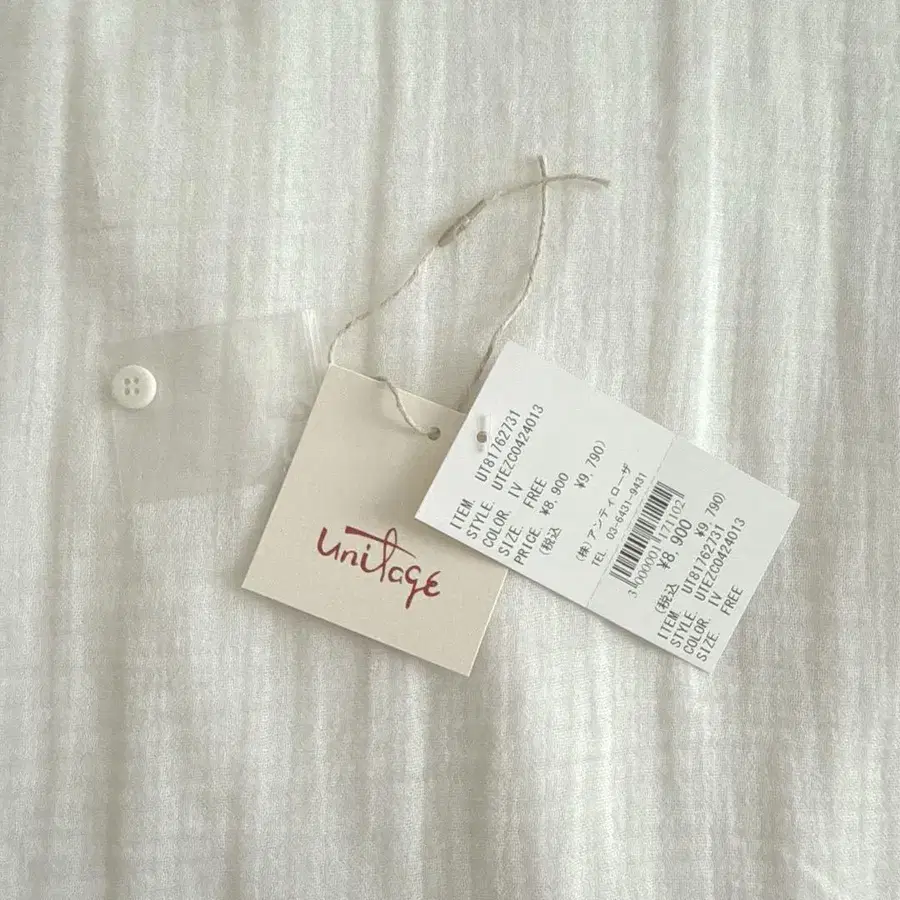 unitage
ITEM. UT81762731
STYLE. UTEZC0424013
COLOR. IV
SIZE. FREE
PRICE. ¥8,900
(税込 ¥9,790)
(株)アンティローザ
TEL 03-6431-9431
3000001171102
¥8,900
(税込 ¥9,790)
ITEM. UT81762731
STYLE. UTEZC0424013
COLOR. IV
SIZE. FREE